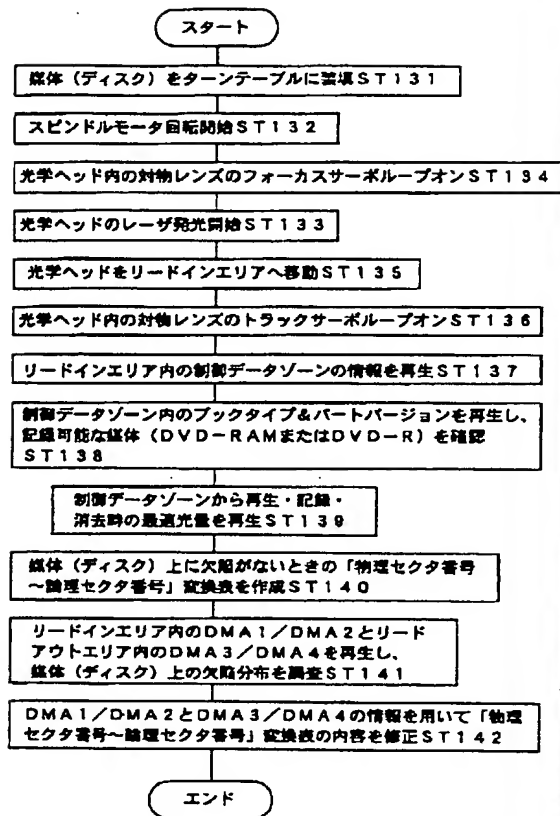 スタート
媒体(ディスク)をターンテーブルに装填ST131
スピンドルモータ回転開始ST132
光学ヘッド内の対物レンズのフォーカスサーボループオンST134
光学ヘッドのレーザ発光開始ST133
光学ヘッドをリードインエリアへ移動ST135
光学ヘッド内の対物レンズのトラックサーボループオンST136
リードインエリア内の制御データゾーンの情報を再生ST137
制御データゾーン内のブックタイプ&パートバージョンを再生し、
記録可能な媒体(DVD-RAMまたはDVD-R)を確認
ST138
制御データゾーンから再生・記録・
消去時の最適光量を再生ST139
媒体(ディスク)上に欠陥がないときの「物理セクタ番号
~論理セクタ番号」変換表を作成ST140
リードインエリア内のDMA1/DMA2とリード
アウトエリア内のDMA3/DMA4を再生し、
媒体(ディスク)上の欠陥分布を調査ST141
DMA1/DMA2とDMA3/DMA4の情報を用いて「物理
セクタ番号~論理セクタ番号」変換表の内容を修正ST142
エンド